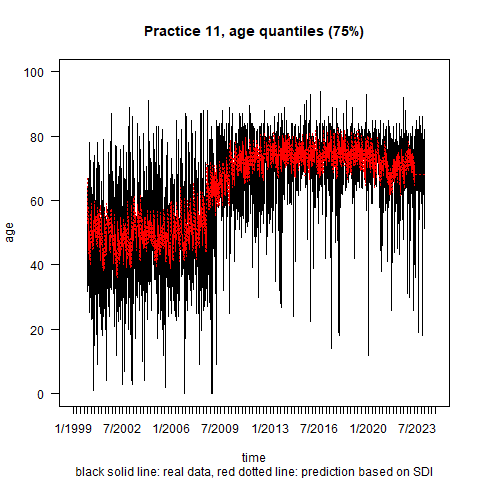 Practice 11, age quantiles (75%)
100
80
60
40
20
0
age
1/1999 7/2002 1/2006 7/2009 1/2013 7/2016 1/2020 7/2023
time
black solid line: real data, red dotted line: prediction based on SDI